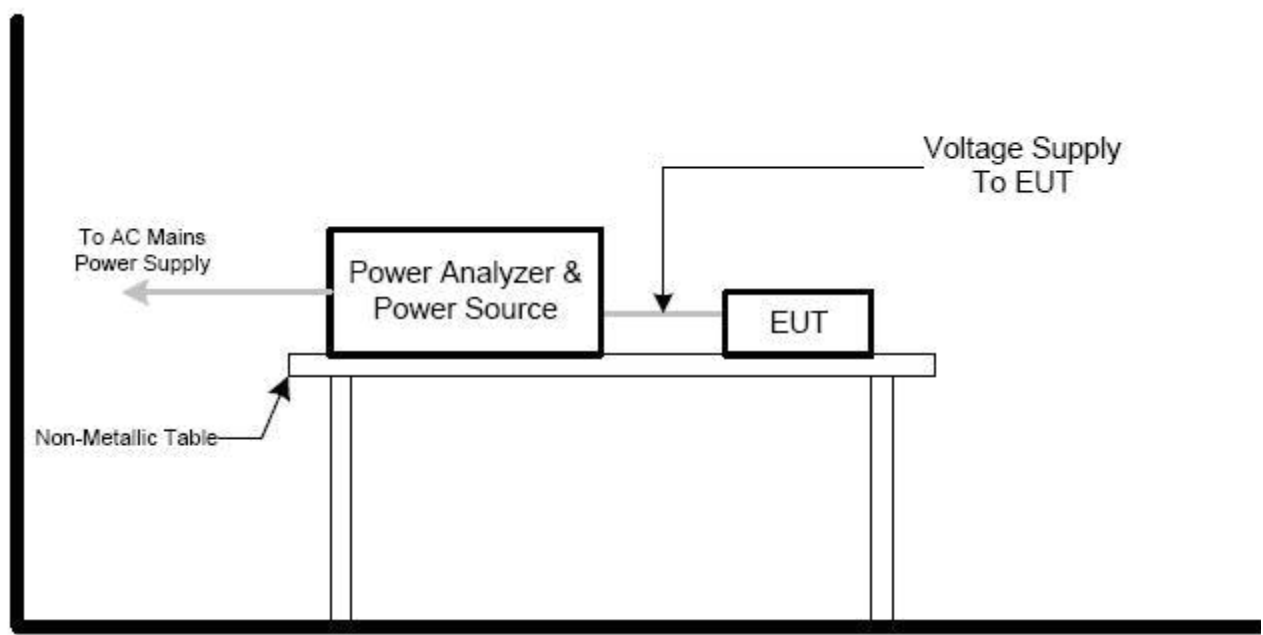 Voltage Supply
To EUT
To AC Mains
Power Supply
Power Analyzer &
Power Source
EUT
Non-Metallic Table